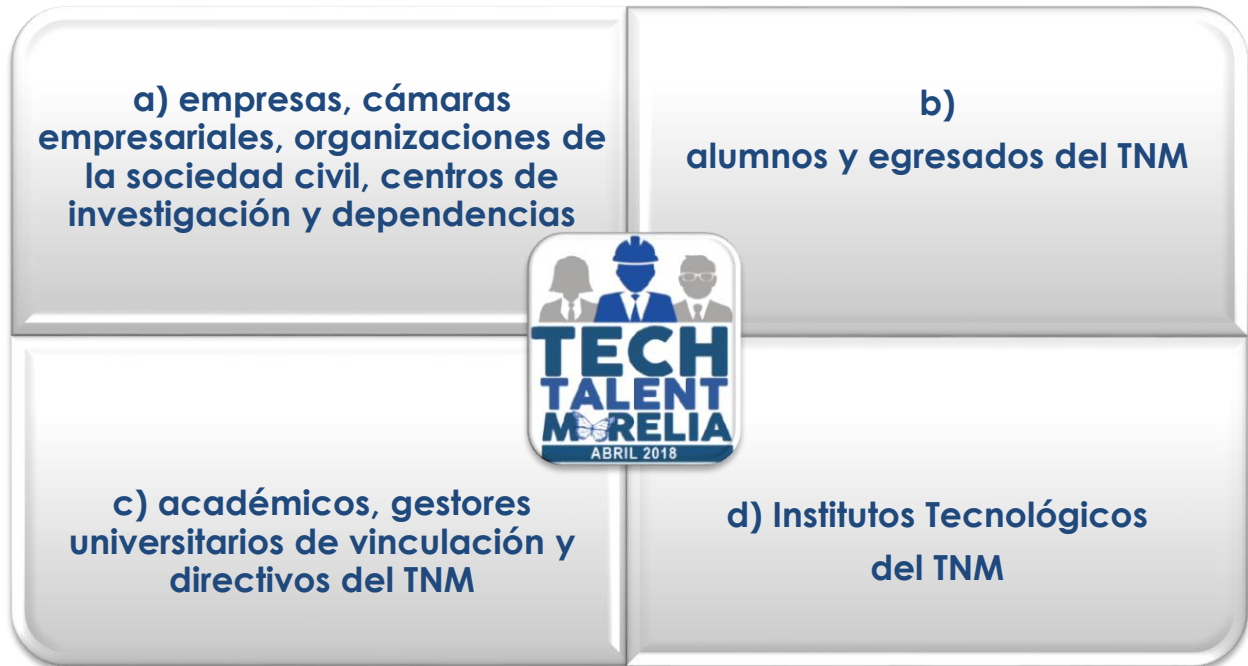 a) empresas, cámaras
empresariales, organizaciones de
la sociedad civil, centros de
investigación y dependencias
b)
alumnos y egresados del TNM
TECH
TALENT
MORELIA
ABRIL 2018
c) académicos, gestores
universitarios de vinculación y
directivos del TNM
d) Institutos Tecnológicos
del TNM